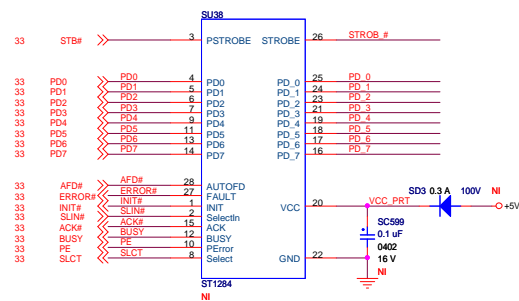 SU38
33 STB# 3 PSTROBE STROBE 26 STROB_#
33 PD0 PD0 4 PD0 PD_0 25 PD_0
33 PD1 PD1 5 PD1 PD_1 24 PD_1
33 PD2 PD2 6 PD2 PD_2 23 PD_2
33 PD3 PD3 7 PD3 PD_3 21 PD_3
33 PD4 PD4 9 PD4 PD_4 19 PD_4
33 PD5 PD5 11 PD5 PD_5 18 PD_5
33 PD6 PD6 13 PD6 PD_6 17 PD_6
33 PD7 PD7 14 PD7 PD_7 16 PD_7
33 AFD# AFD# 28 AUTOFD
33 ERROR# ERROR# 27 FAULT
33 INIT# INIT# 1 INIT VCC 20 VCC_PRT
33 SLIN# SLIN# 2 SelectIn
33 ACK# ACK# 15 ACK
33 BUSY BUSY 12 BUSY
33 PE PE 10 PError
33 SLCT SLCT 8 Select GND 22
SD3 0.3 A 100V NI
+5V
SC599
0.1 uF
0402
16 V
NI
ST1284
NI